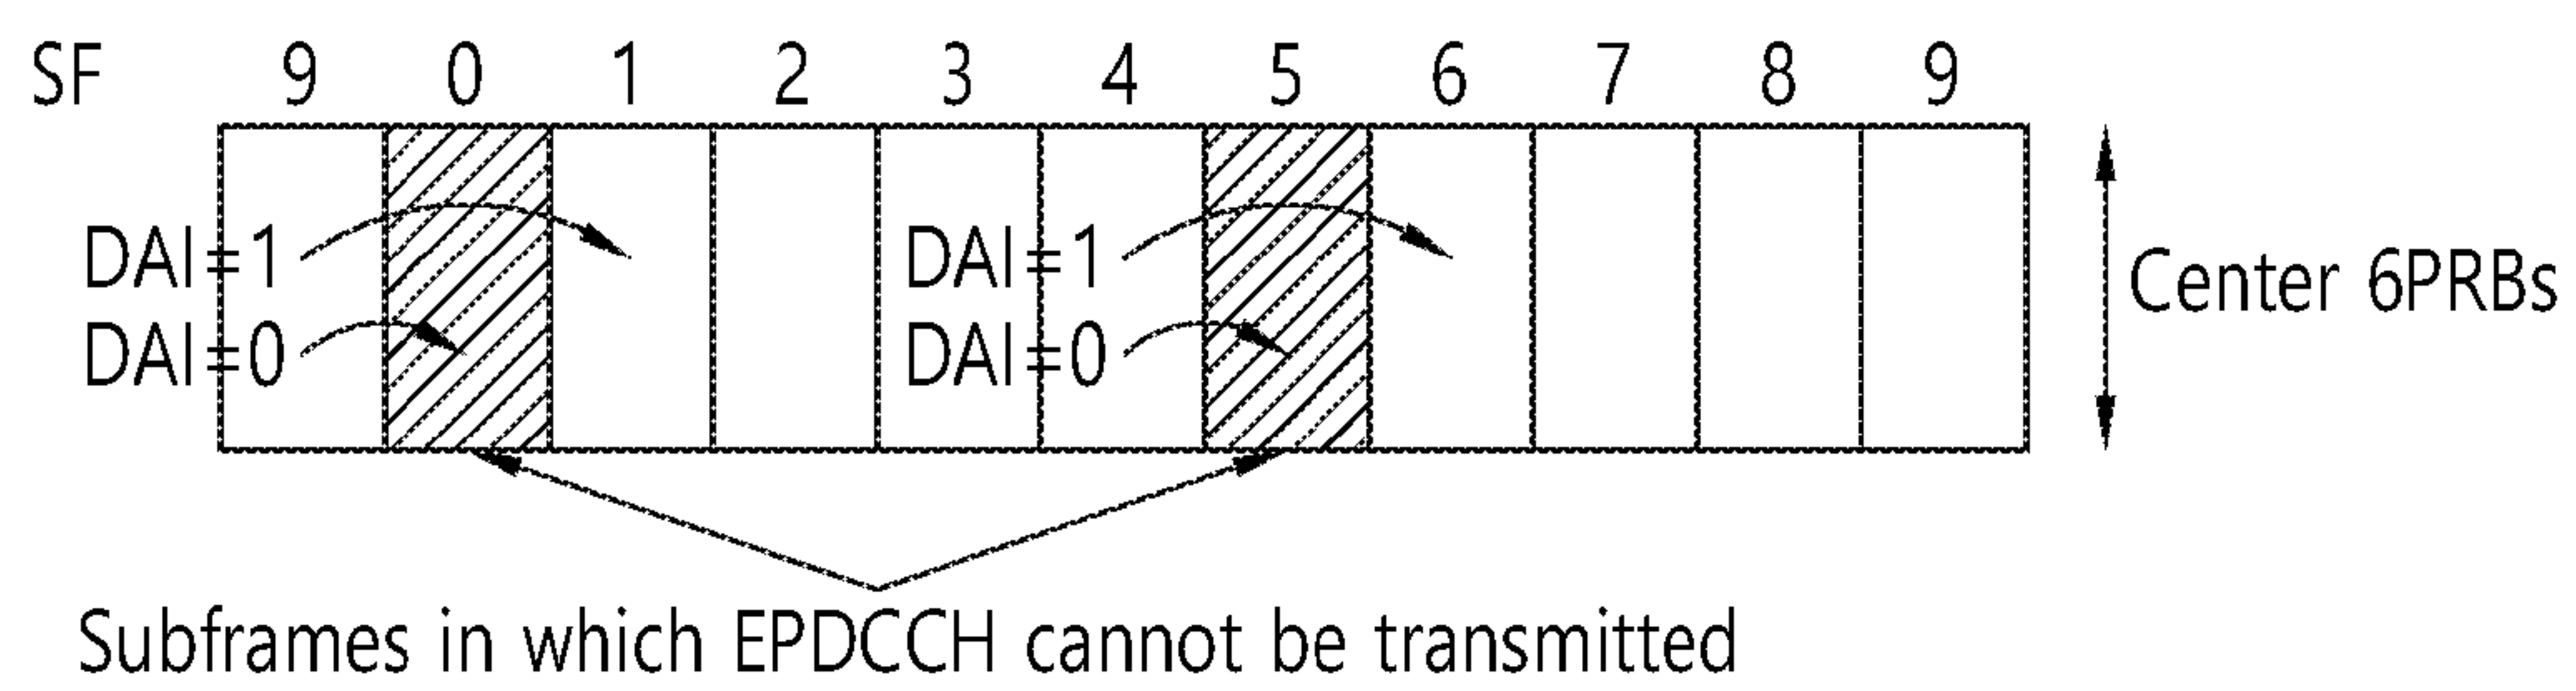 SF 9 0 1 2 3 4 5 6 7 8 9
DAI=1 DAI=1
DAI=0 DAI=0
Center 6PRBs
Subframes in which EPDCCH cannot be transmitted